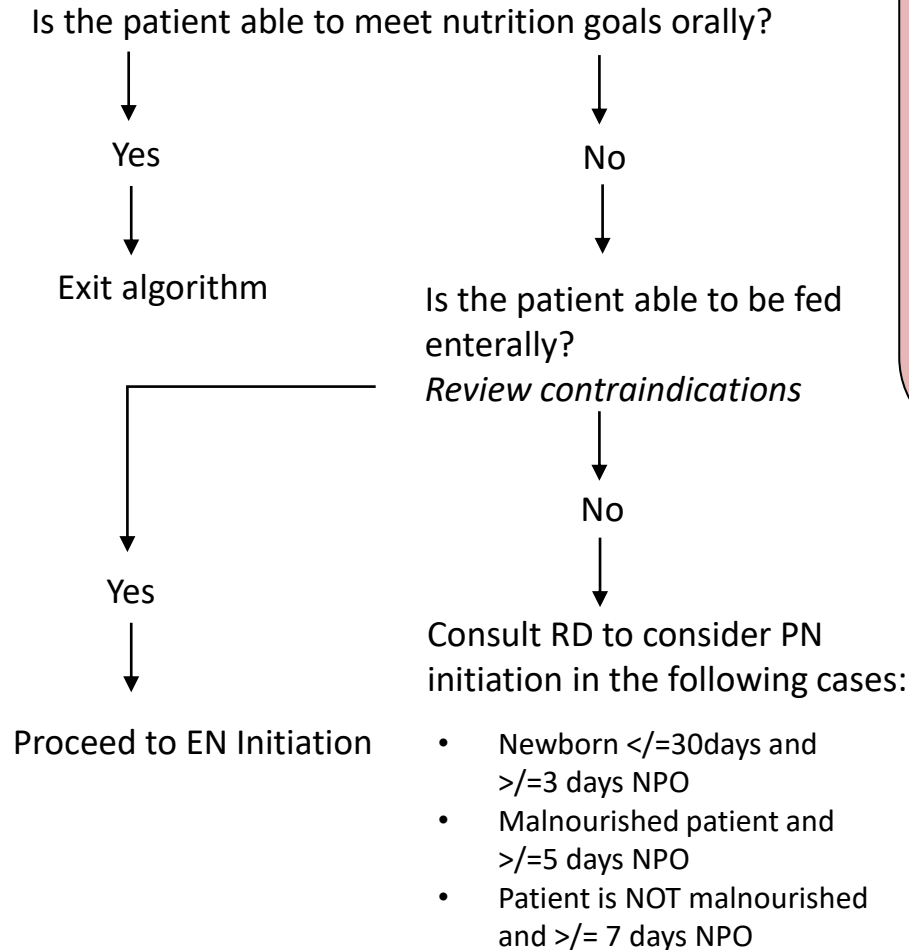 Is the patient able to meet nutrition goals orally?
Yes
No
Exit algorithm
Is the patient able to be fed
enterally?
Review contraindications
No
Yes
Consult RD to consider PN
initiation in the following cases:
Proceed to EN Initiation
• Newborn </=30days and
>/=3 days NPO
• Malnourished patient and
>/=5 days NPO
• Patient is NOT malnourished
and >/= 7 days NPO